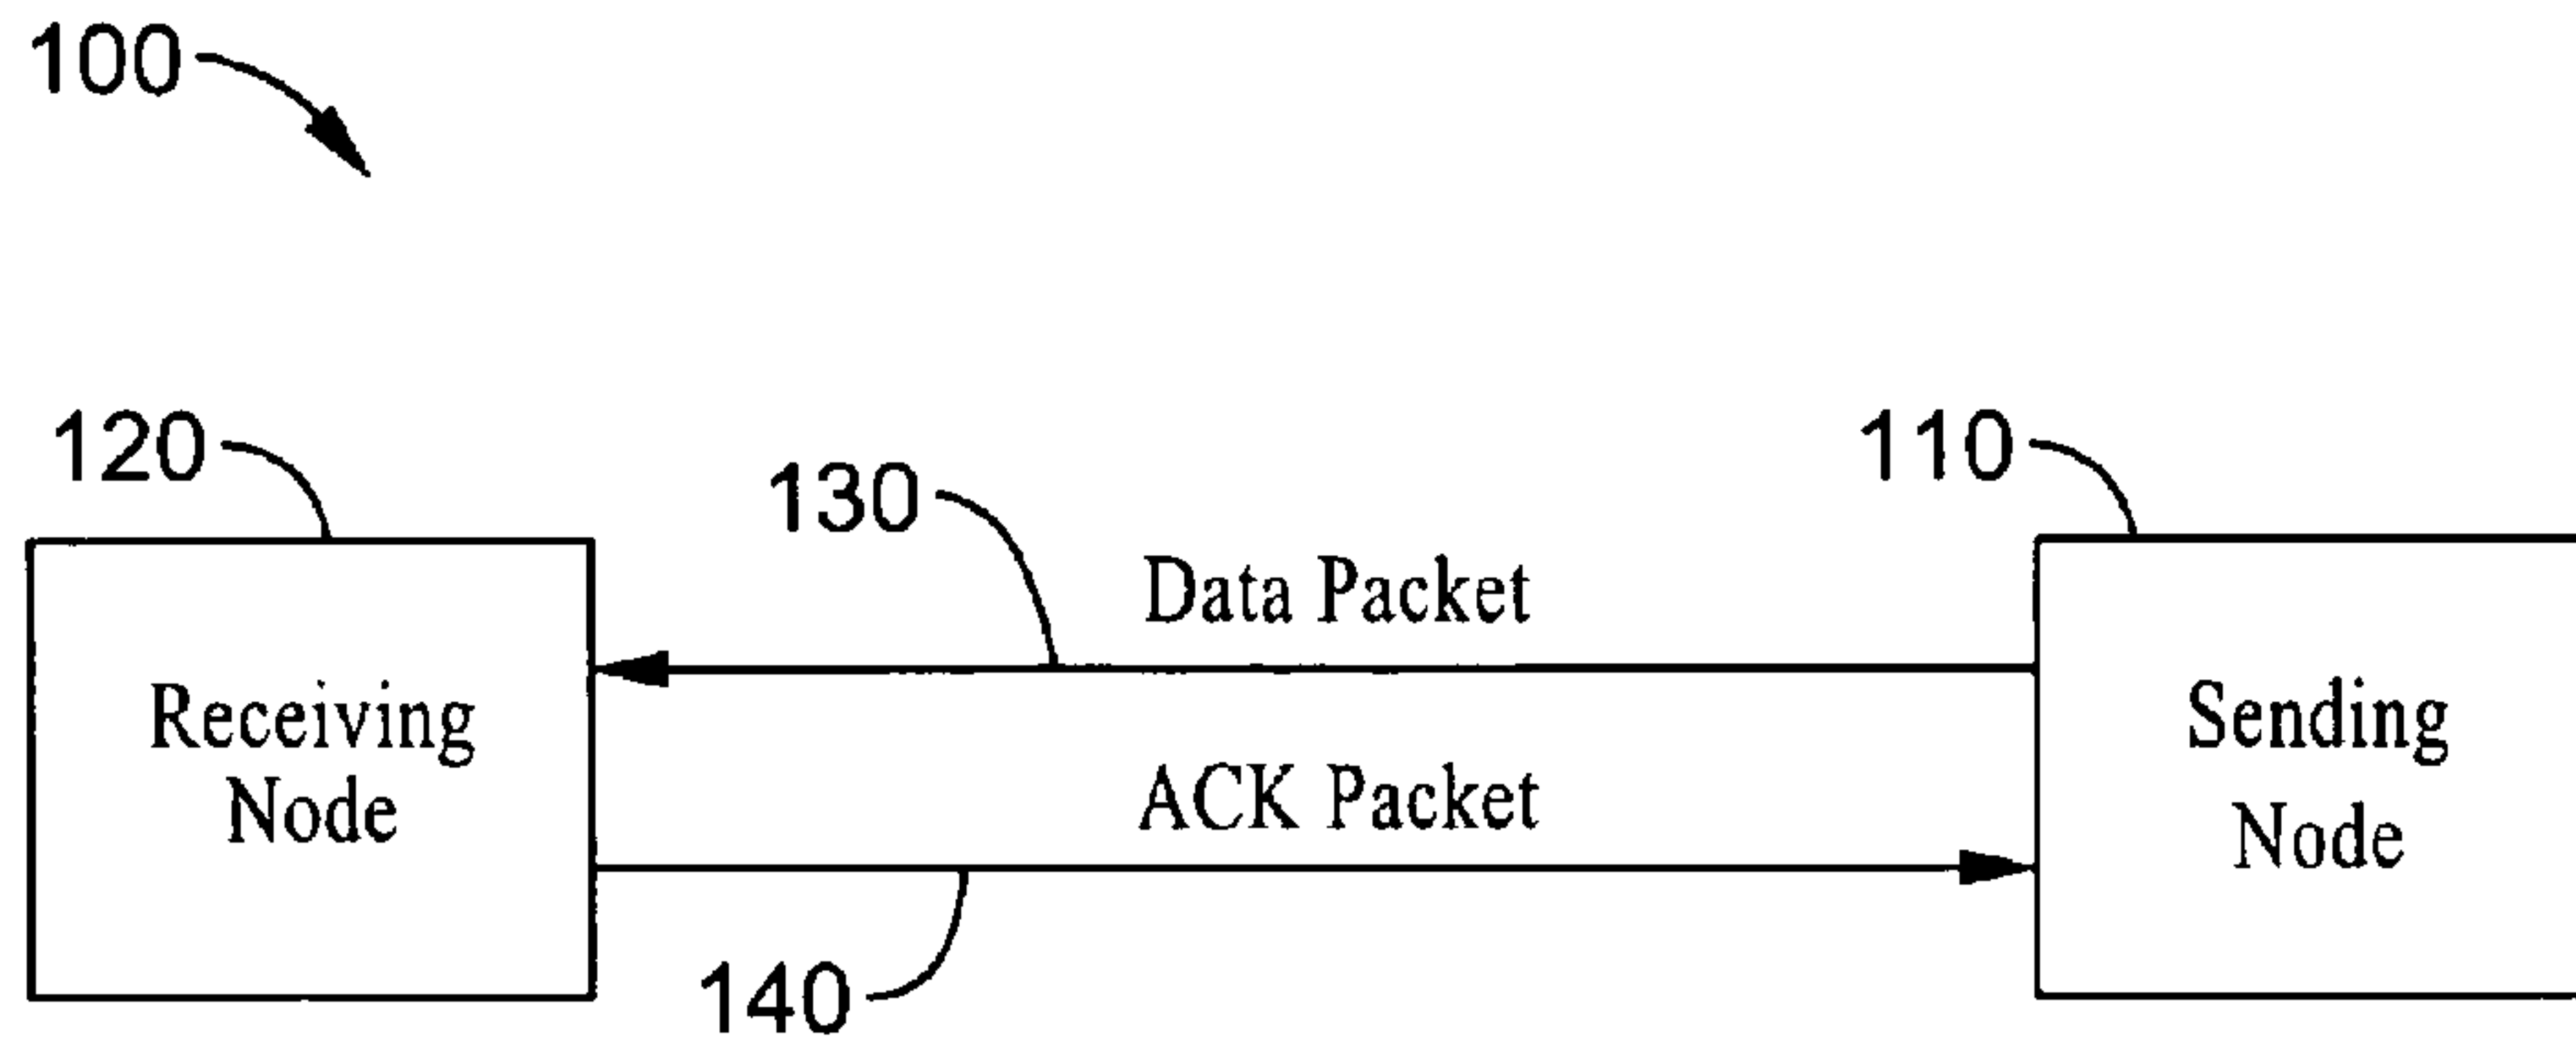 100
120
110
130
Data Packet
Receiving
Node
Sending
Node
ACK Packet
140